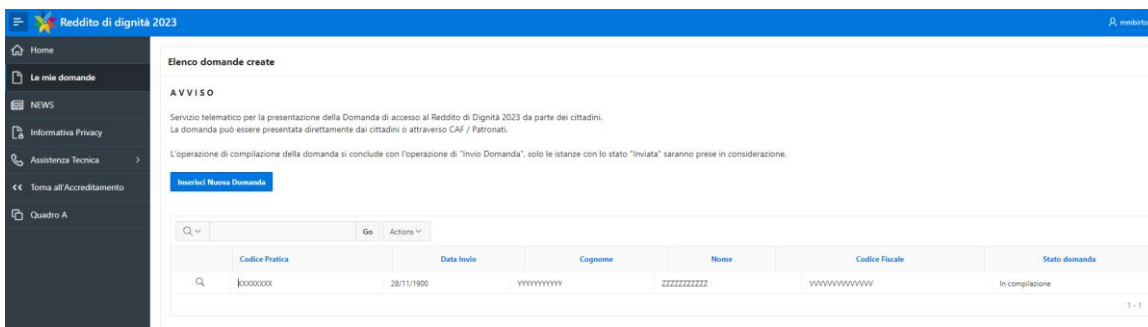 Reddito di dignità 2023
mmbirto
Home
Le mie domande
NEWS
Informativa Privacy
Assistenza Tecnica
Torna all'Accreditamento
Quadro A
Elenco domande create
AVVISO
Servizio telematico per la presentazione della Domanda di accesso al Reddito di Dignità 2023 da parte dei cittadini.
La domanda può essere presentata direttamente dai cittadini o attraverso CAF / Patronati.
L'operazione di compilazione della domanda si conclude con l'operazione di "Invio Domanda", solo le istanze con lo stato "Inviata" saranno prese in considerazione.
Inserisci Nuova Domanda
Go Actions
Codice Pratica Data Invio Cognome Nome Codice Fiscale Stato domanda
28/11/1900 In compilazione
1 - 1